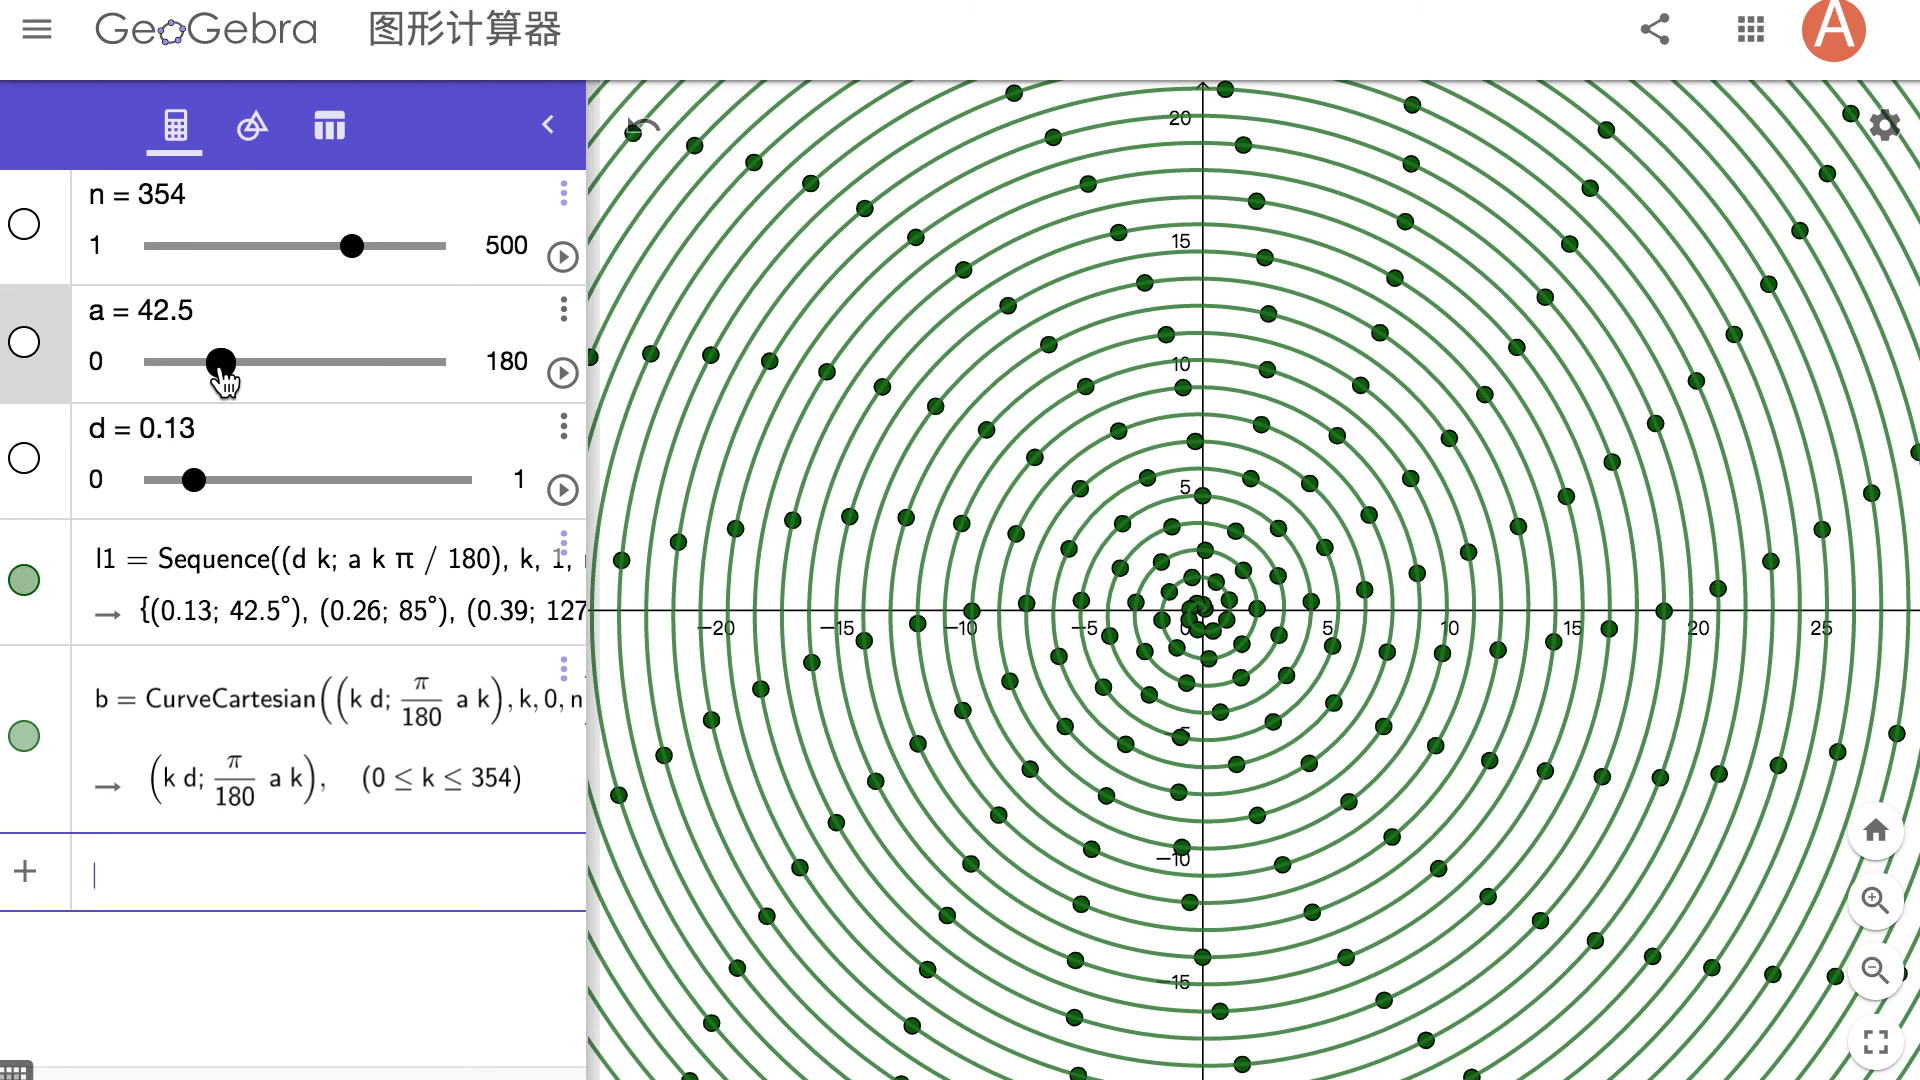 GeoGebra 图形计算器
A
n = 354
1 500
a = 42.5
0 180
d = 0.13
0 1
l1 = Sequence((d k; a k π / 180), k, 1,
→ {(0.13; 42.5°), (0.26; 85°), (0.39; 127
b = CurveCartesian((k d; π/180 a k), k, 0, n
→ (k d; π/180 a k), (0 ≤ k ≤ 354)
+
20
15
10
5
−20 −15 −10 −5 0 5 10 15 20 25
−5
−10
−15